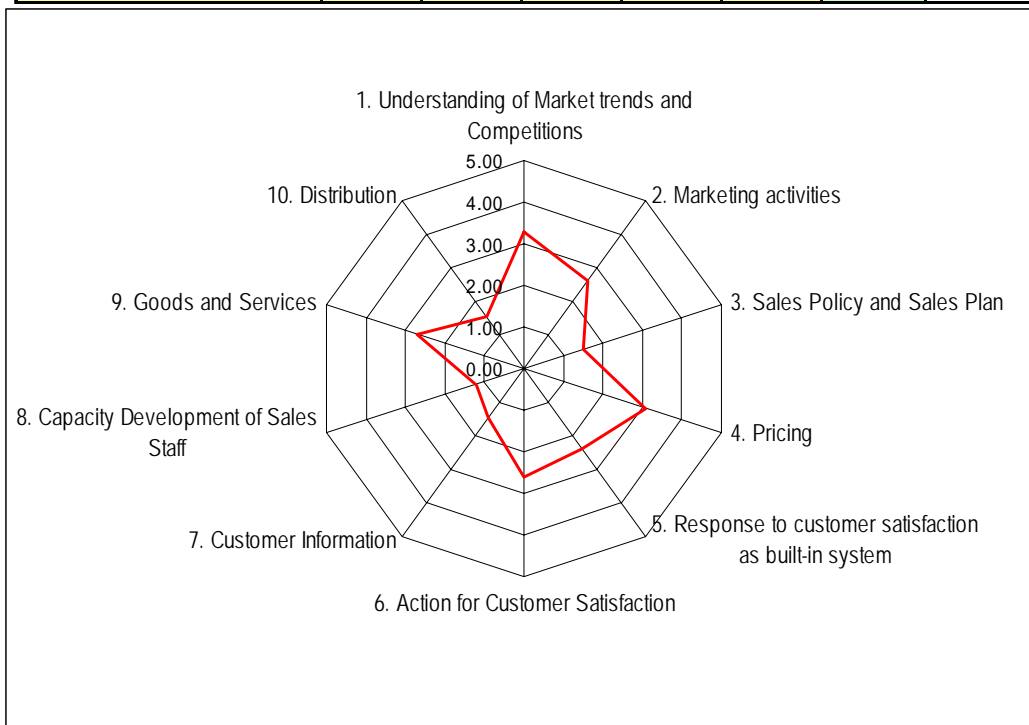 1. Understanding of Market trends and
Competitions
5.00
10. Distribution
2. Marketing activities
4.00
3.00
9. Goods and Services
3. Sales Policy and Sales Plan
2.00
1.00
0.00
8. Capacity Development of Sales
Staff
4. Pricing
7. Customer Information
5. Response to customer satisfaction
as built-in system
6. Action for Customer Satisfaction